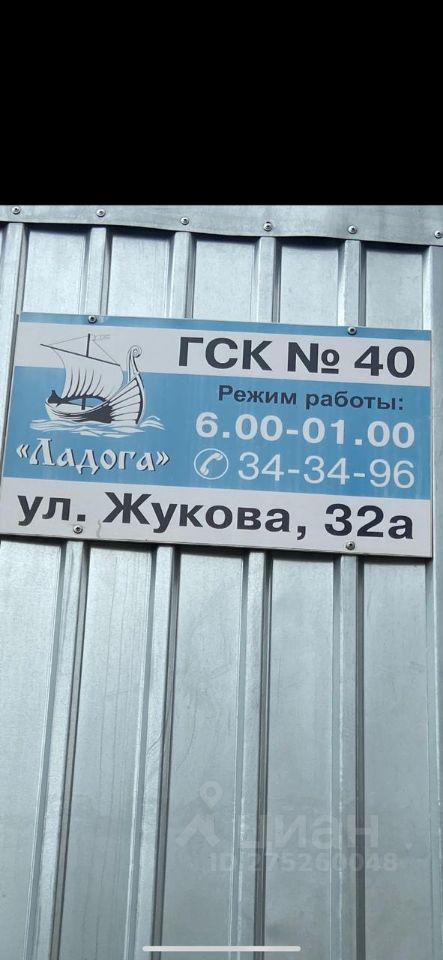 ГСК № 40
Режим работы:
6.00-01.00
«Ладога»
34-34-96
ул. Жукова, 32а
циан
ID:275260048